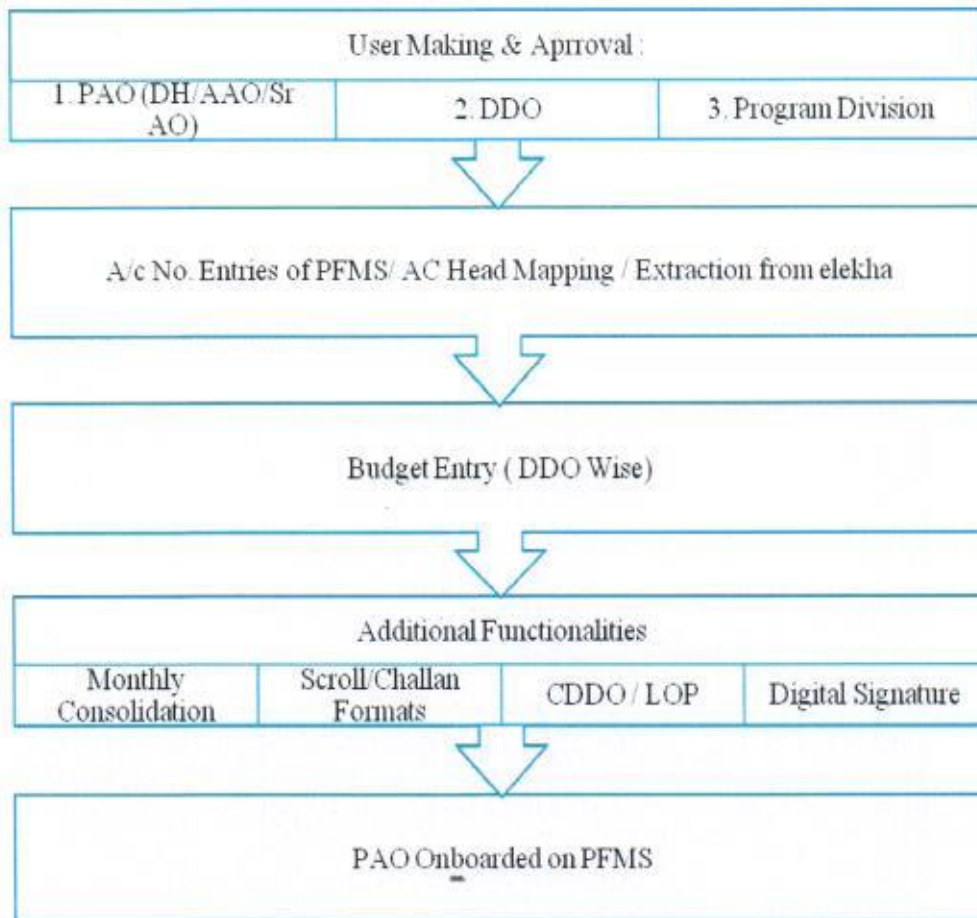 User Making & Aprroval :
1. PAO (DH/AAO/Sr
AO)
2. DDO
3. Program Division
A/c No. Entries of PFMS/ AC Head Mapping / Extraction from elekha
Budget Entry ( DDO Wise)
Additional Functionalities
Monthly
Consolidation
Scroll/Challan
Formats
CDDO / LOP
Digital Signature
PAO Onboarded on PFMS